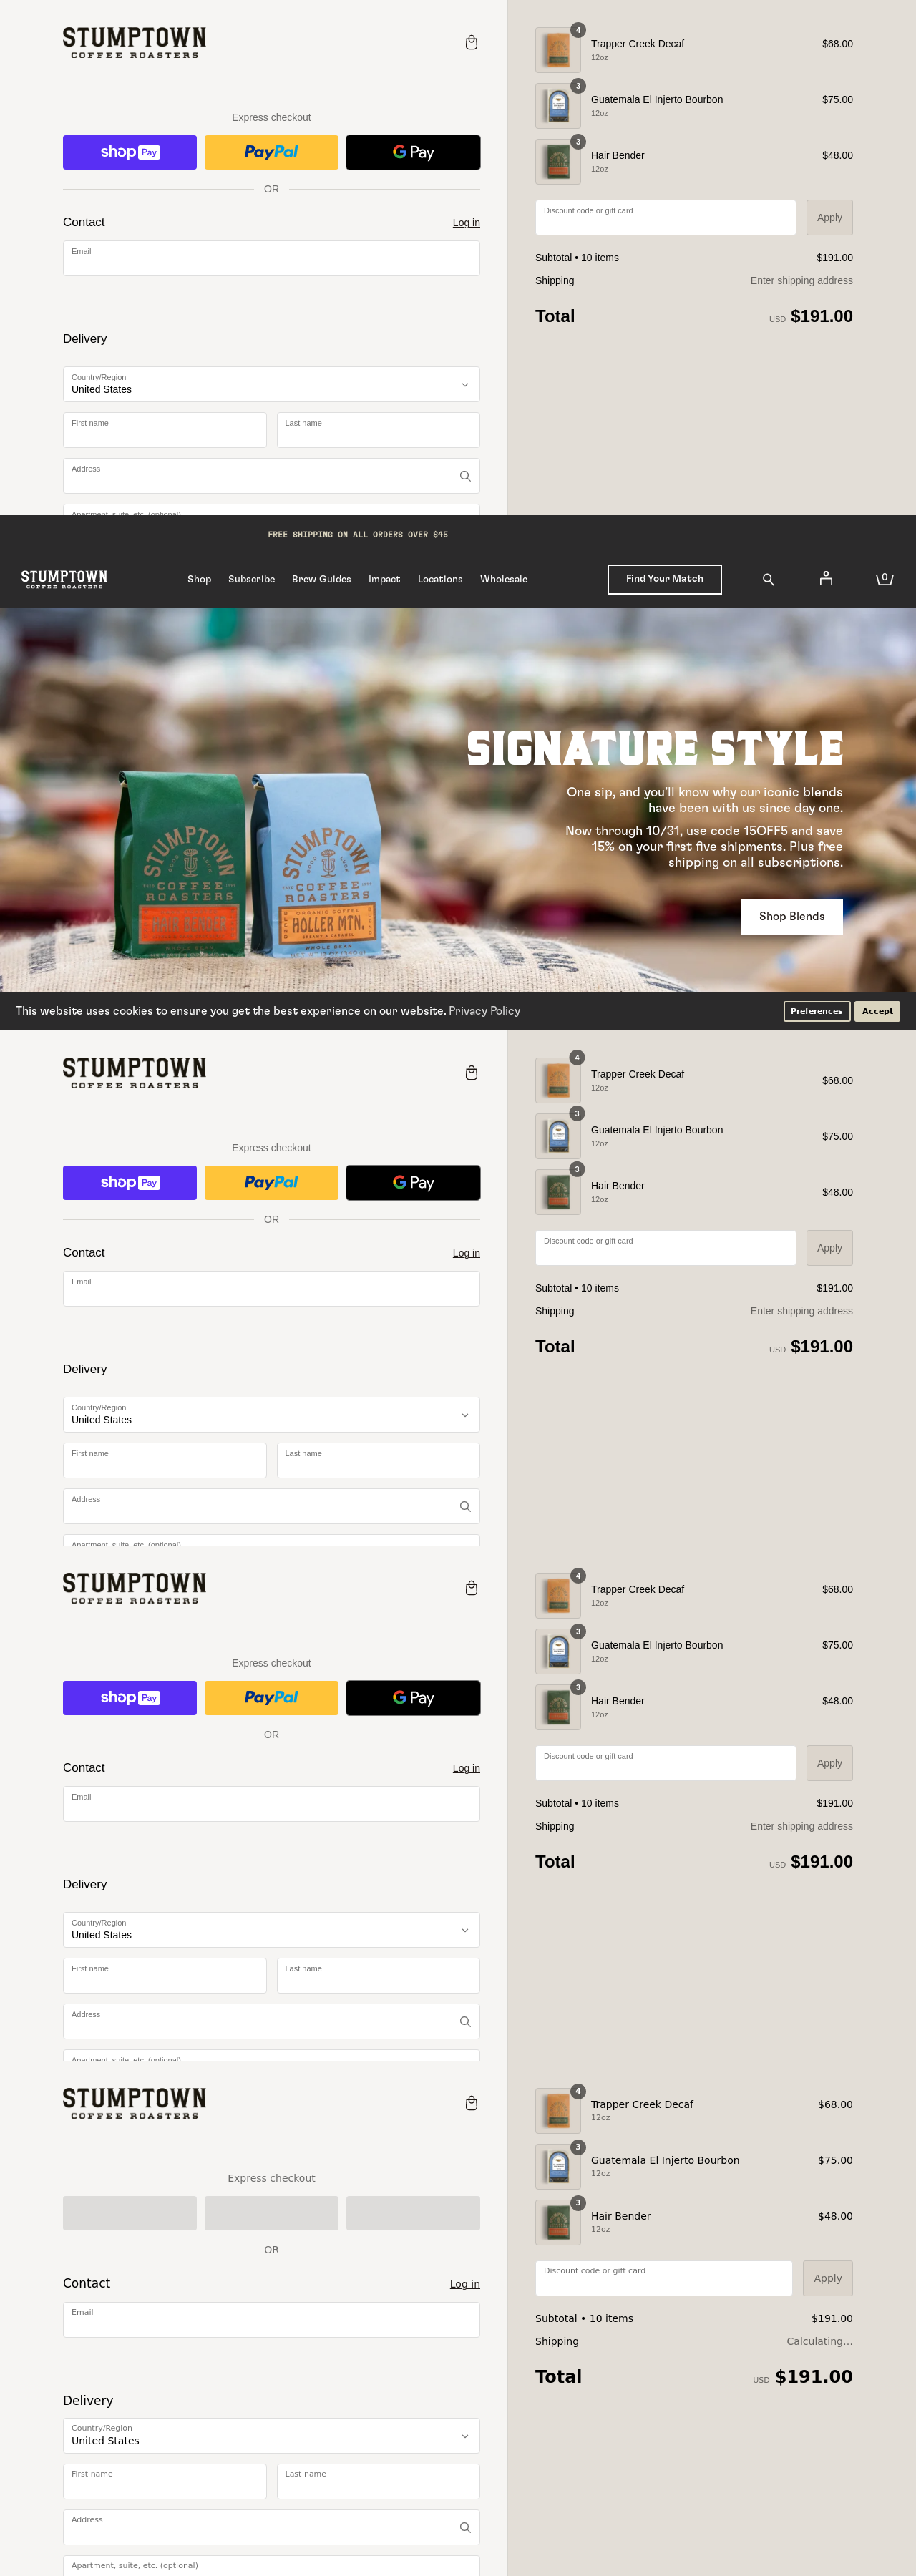 STUMPTOWN
COFFEE ROASTERS
Express checkout
shop Pay
PayPal
G Pay
OR
Contact
Log in
Email
Delivery
Country/Region
United States
First name
Last name
Address
Apartment, suite, etc. (optional)
4
Trapper Creek Decaf
$68.00
12oz
3
Guatemala El Injerto Bourbon
$75.00
12oz
3
Hair Bender
$48.00
12oz
Discount code or gift card
Apply
Subtotal • 10 items
$191.00
Shipping
Enter shipping address
Total
USD $191.00
FREE SHIPPING ON ALL ORDERS OVER $45
STUMPTOWN
COFFEE ROASTERS
Shop
Subscribe
Brew Guides
Impact
Locations
Wholesale
Find Your Match
0
SIGNATURE STYLE
One sip, and you'll know why our iconic blends
have been with us since day one.
Now through 10/31, use code 15OFF5 and save
15% on your first five shipments. Plus free
shipping on all subscriptions.
Shop Blends
STUMPTOWN
COFFEE
ROASTERS
HAIR BENDER
STUMPTOWN
COFFEE
ROASTERS
ORGANIC COFFEE
HOLLER MTN.
WHOLE BEAN
This website uses cookies to ensure you get the best experience on our website. Privacy Policy
Preferences
Accept
STUMPTOWN
COFFEE ROASTERS
Express checkout
shop Pay
PayPal
G Pay
OR
Contact
Log in
Email
Delivery
Country/Region
United States
First name
Last name
Address
Apartment, suite, etc. (optional)
4
Trapper Creek Decaf
12oz
$68.00
3
Guatemala El Injerto Bourbon
12oz
$75.00
3
Hair Bender
12oz
$48.00
Discount code or gift card
Apply
Subtotal • 10 items
$191.00
Shipping
Enter shipping address
Total
USD $191.00
STUMPTOWN
COFFEE ROASTERS
Express checkout
shop Pay
PayPal
G Pay
OR
Contact
Log in
Email
Delivery
Country/Region
United States
First name
Last name
Address
Apartment, suite, etc. (optional)
4
Trapper Creek Decaf
$68.00
12oz
3
Guatemala El Injerto Bourbon
$75.00
12oz
3
Hair Bender
$48.00
12oz
Discount code or gift card
Apply
Subtotal • 10 items
$191.00
Shipping
Enter shipping address
Total
USD $191.00
STUMPTOWN
COFFEE ROASTERS
Express checkout
OR
Contact
Log in
Email
Delivery
Country/Region
United States
First name
Last name
Address
Apartment, suite, etc. (optional)
4
Trapper Creek Decaf
$68.00
12oz
3
Guatemala El Injerto Bourbon
$75.00
12oz
3
Hair Bender
$48.00
12oz
Discount code or gift card
Apply
Subtotal • 10 items
$191.00
Shipping
Calculating...
Total
USD $191.00